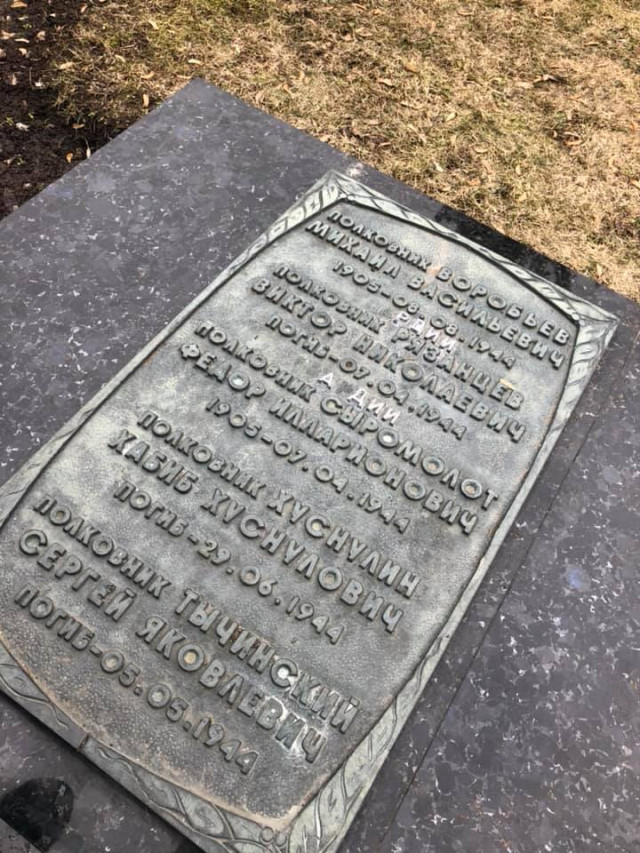 ПОЛКОВНИК ВОРОБЬЕВ
МИХАИЛ ВАСИЛЬЕВИЧ
1905-08.08.1944
ПОЛКОВНИК РЯЗАНЦЕВ
ВИКТОР НИКОЛАЕВИЧ
ПОГИБ-07.04.1944
А ДИИ
ПОЛКОВНИК СЫРОМОЛОТ
ФЕДОР ИЛЛАРИОНОВИЧ
1905-07.04.1944
ПОЛКОВНИК ХУСНУЛИН
ХАБИБ ХУСНУЛОВИЧ
ПОГИБ-29.06.1944
ПОЛКОВНИК ТЫЧИНСКИЙ
СЕРГЕЙ ЯКОВЛЕВИЧ
ПОГИБ-05.05.1944